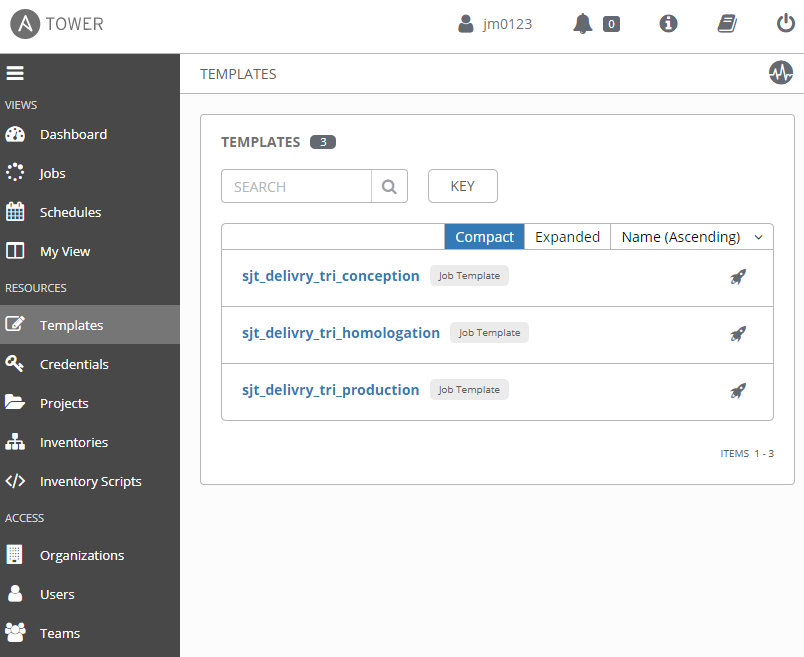 TOWER
jm0123
0
VIEWS
Dashboard
Jobs
Schedules
My View
RESOURCES
Templates
Credentials
Projects
Inventories
Inventory Scripts
ACCESS
Organizations
Users
Teams
TEMPLATES
TEMPLATES 3
SEARCH
KEY
Compact Expanded Name (Ascending)
sjt_delivry_tri_conception Job Template
sjt_delivry_tri_homologation Job Template
sjt_delivry_tri_production Job Template
ITEMS 1 - 3